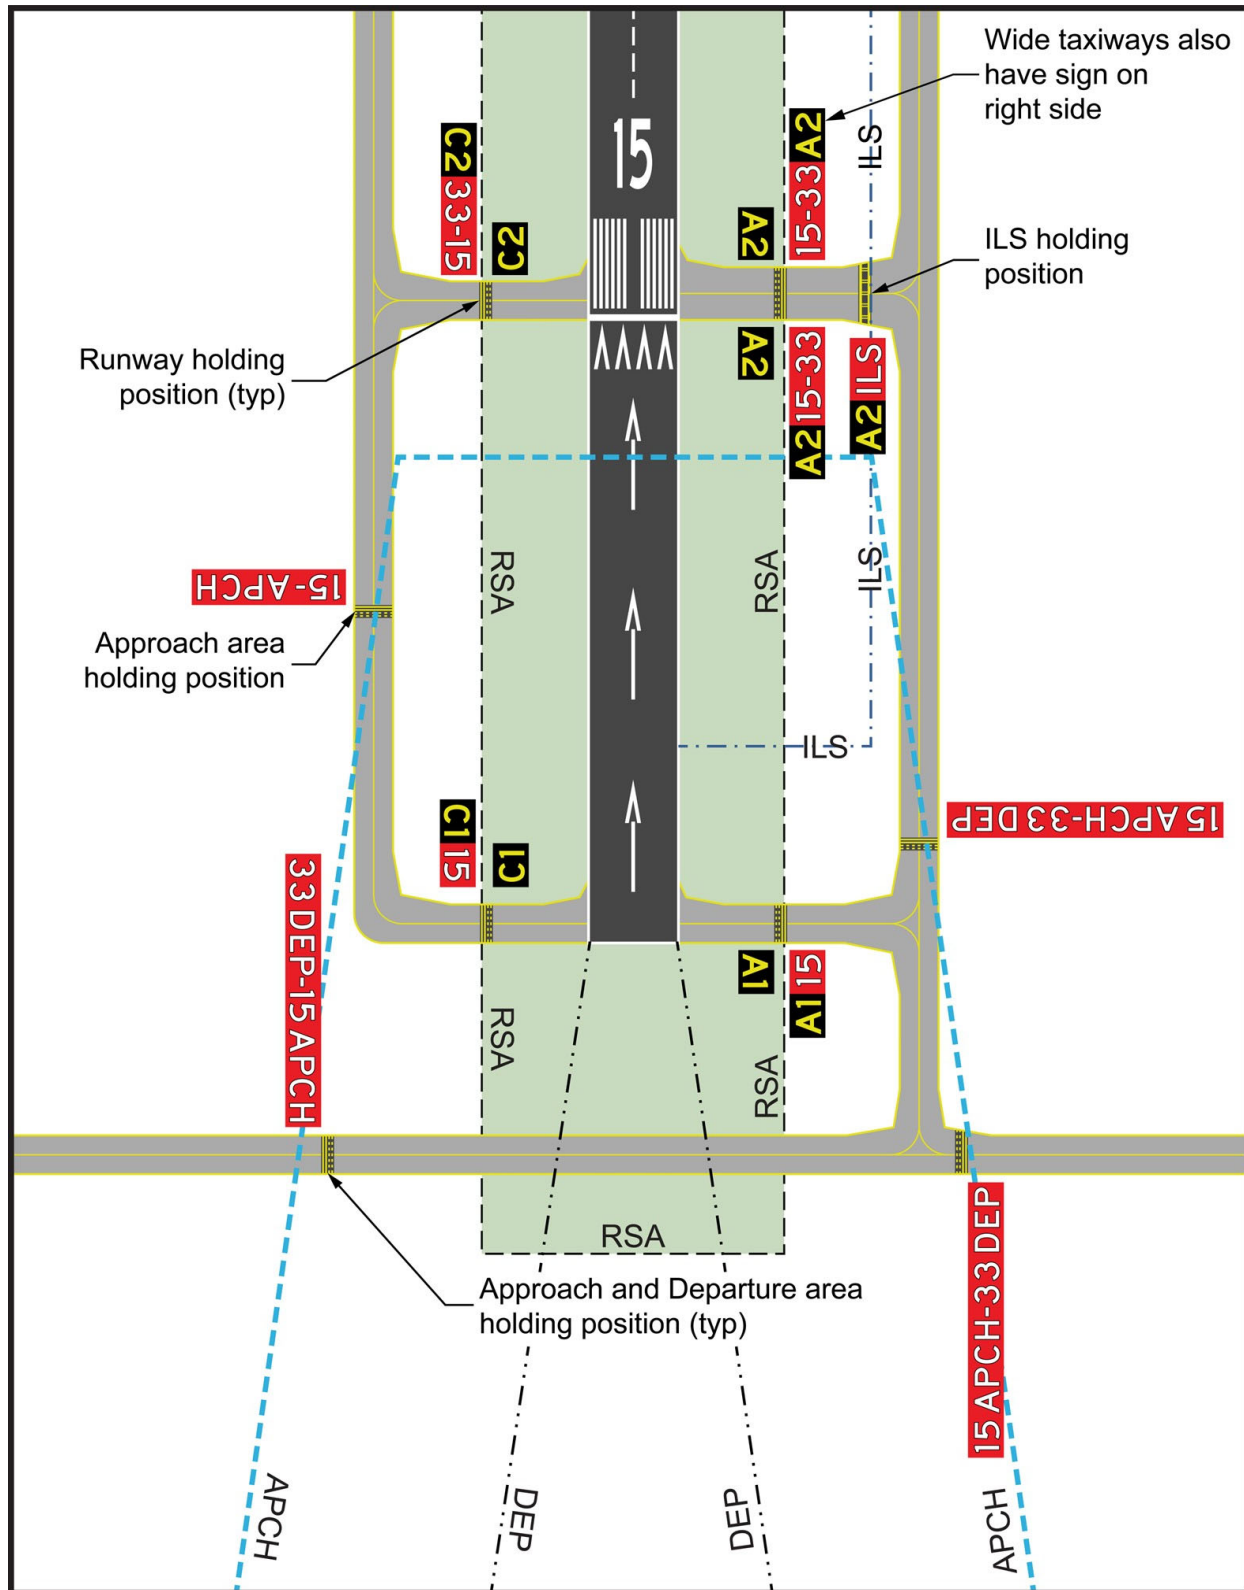 Wide taxiways also
have sign on
right side
C2 33-15
15
15-33 A2
ILS
C2
A2
ILS holding
position
Runway holding
position (typ)
A2
A2 15-33
A2 ILS
15-APCH
RSA
RSA
ILS
Approach area
holding position
ILS
C1 15
C1
15 APCH-33 DEP
33 DEP-15 APCH
A1
A1 15
RSA
RSA
RSA
15 APCH-33 DEP
Approach and Departure area
holding position (typ)
APCH
DEP
DEP
APCH